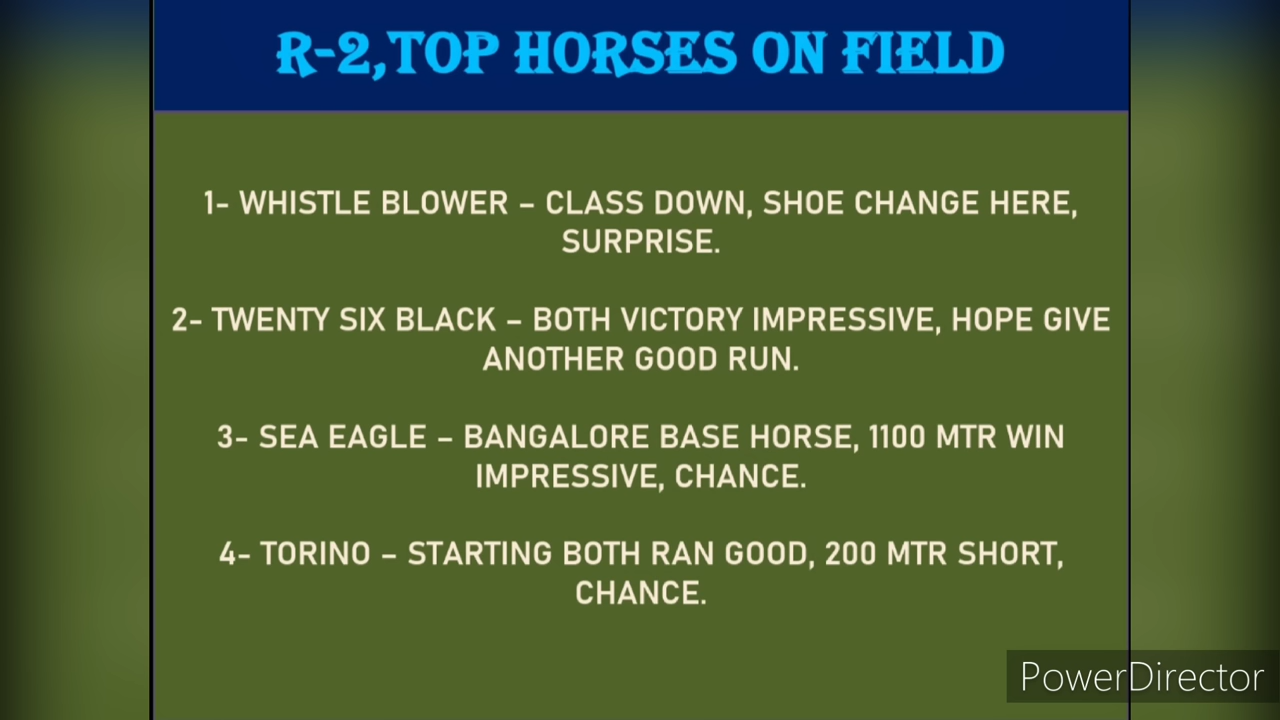 R-2,TOP HORSES ON FIELD
1- WHISTLE BLOWER – CLASS DOWN, SHOE CHANGE HERE,
SURPRISE.
2- TWENTY SIX BLACK – BOTH VICTORY IMPRESSIVE, HOPE GIVE
ANOTHER GOOD RUN.
3- SEA EAGLE – BANGALORE BASE HORSE, 1100 MTR WIN
IMPRESSIVE, CHANCE.
4- TORINO – STARTING BOTH RAN GOOD, 200 MTR SHORT,
CHANCE.
PowerDirector